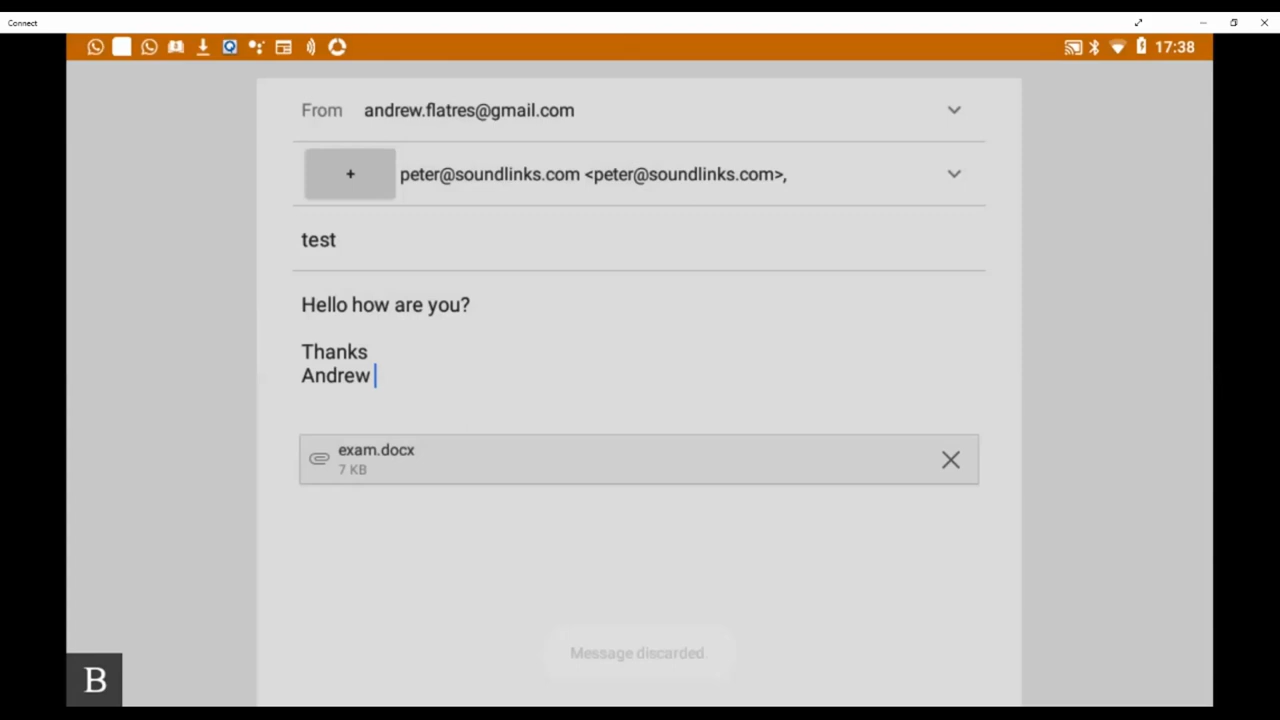 Connect
17:38
From andrew.flatres@gmail.com
+ peter@soundlinks.com <peter@soundlinks.com>,
test
Hello how are you?
Thanks
Andrew
exam.docx
7 KB
Message discarded.
B